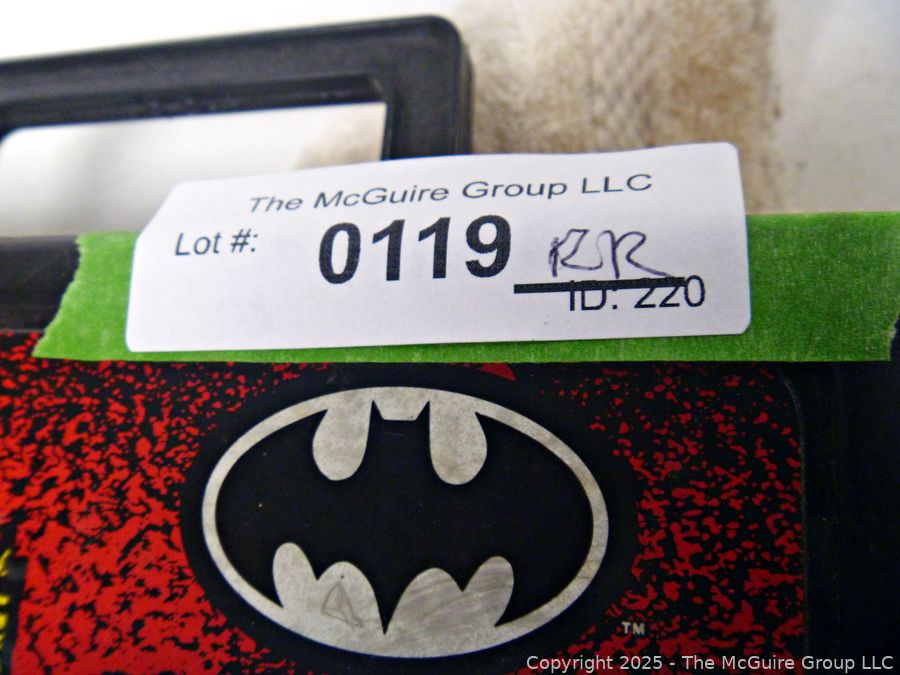 The McGuire Group LLC
Lot #: 0119 RR
ID: 220
TM
Copyright 2025 - The McGuire Group LLC